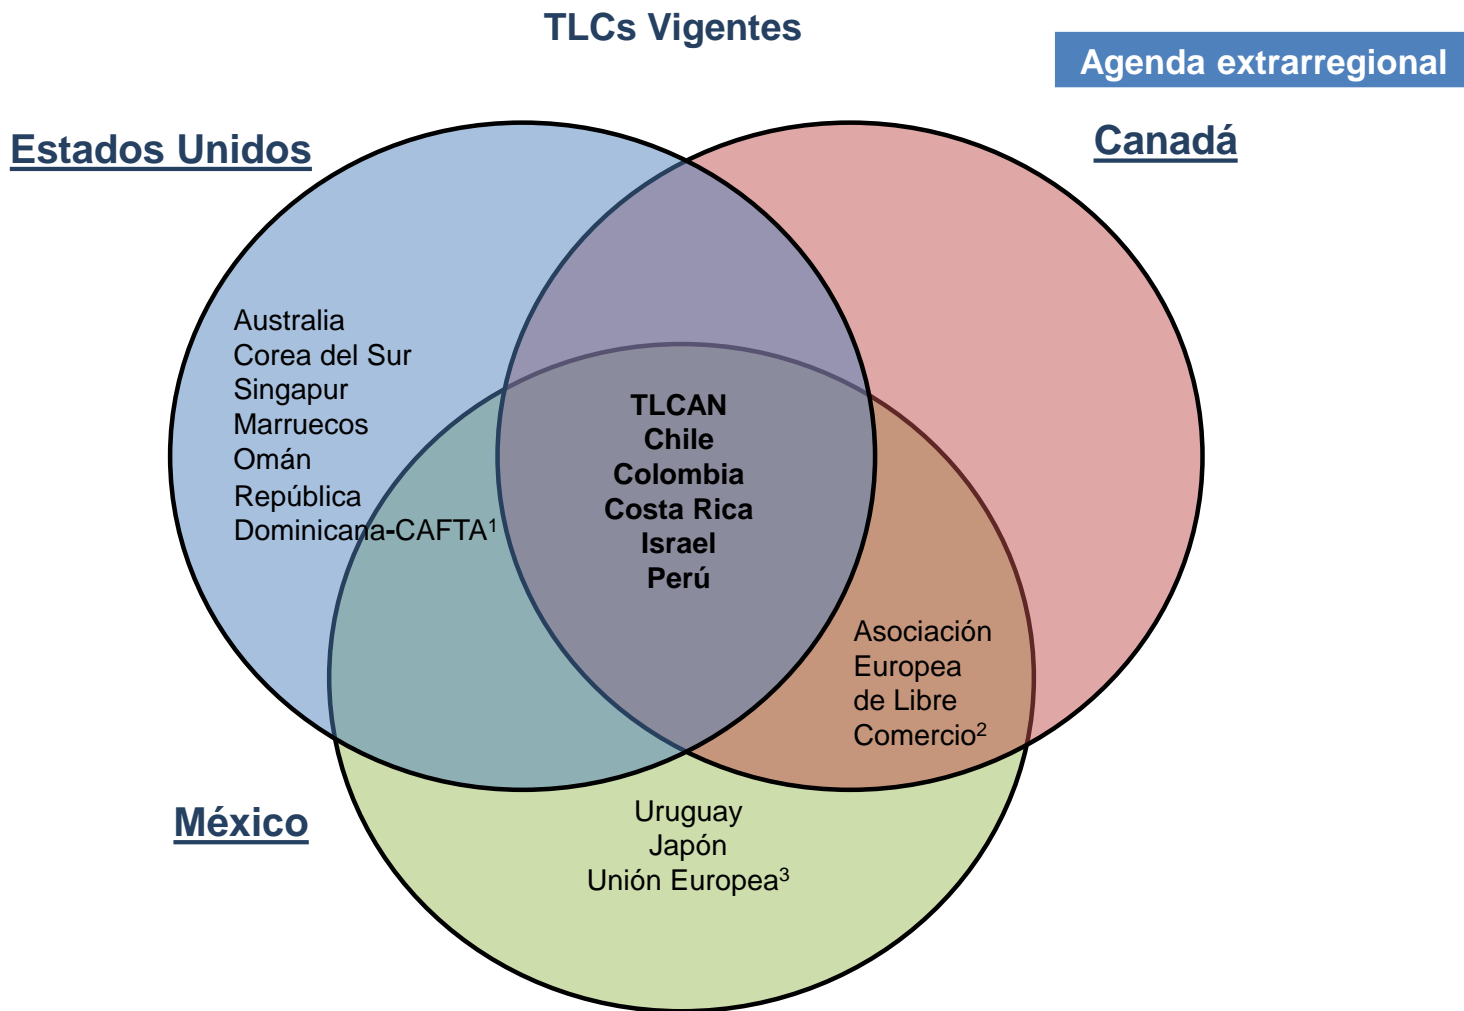 TLCs Vigentes
Agenda extrarregional
Estados Unidos
Canadá
Australia
Corea del Sur
Singapur
Marruecos
Omán
República
Dominicana-CAFTA¹
TLCAN
Chile
Colombia
Costa Rica
Israel
Perú
Asociación
Europea
de Libre
Comercio²
México
Uruguay
Japón
Unión Europea³